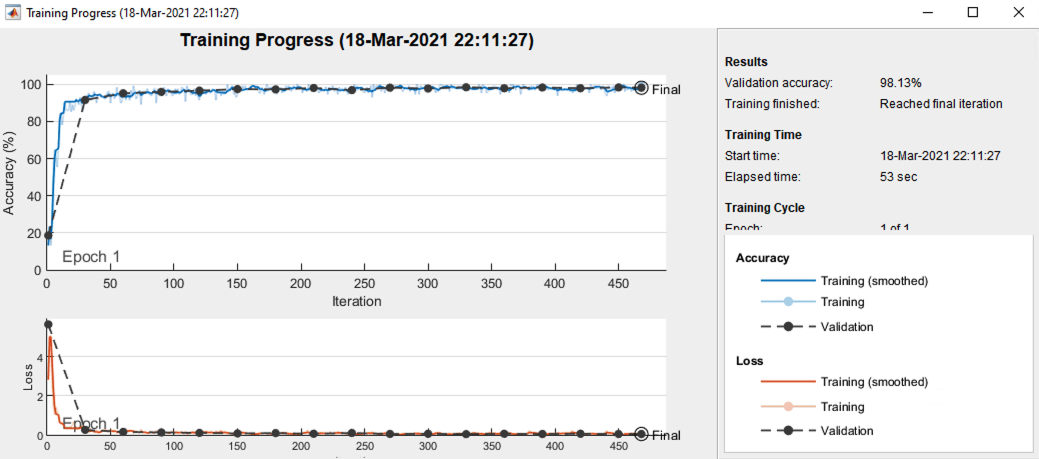 Training Progress (18-Mar-2021 22:11:27)
Training Progress (18-Mar-2021 22:11:27)
Accuracy (%)
100
80
60
40
20
0
Epoch 1
Final
0 50 100 150 200 250 300 350 400 450
Iteration
Loss
4
2
0
Epoch 1
Final
0 50 100 150 200 250 300 350 400 450
Results
Validation accuracy: 98.13%
Training finished: Reached final iteration
Training Time
Start time: 18-Mar-2021 22:11:27
Elapsed time: 53 sec
Training Cycle
Epoch: 1 of 1
Accuracy
Training (smoothed)
Training
Validation
Loss
Training (smoothed)
Training
Validation